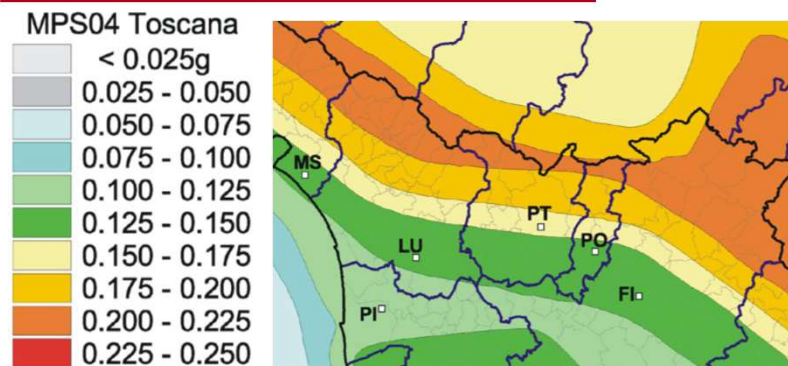 MPS04 Toscana
< 0.025g
0.025 - 0.050
0.050 - 0.075
0.075 - 0.100
0.100 - 0.125
0.125 - 0.150
0.150 - 0.175
0.175 - 0.200
0.200 - 0.225
0.225 - 0.250
MS
PT
PO
LU
FI
PI